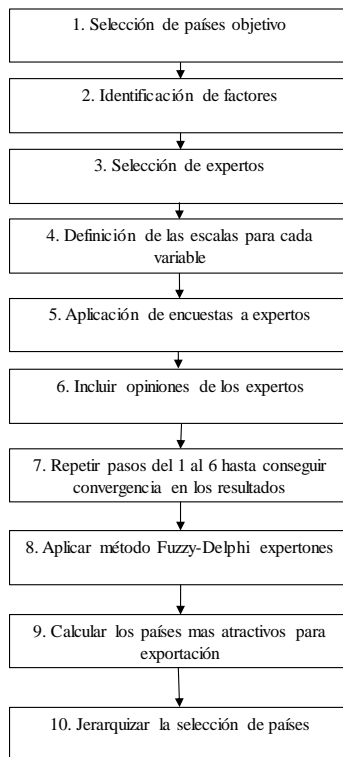 1. Selección de países objetivo
2. Identificación de factores
3. Selección de expertos
4. Definición de las escalas para cada
variable
5. Aplicación de encuestas a expertos
6. Incluir opiniones de los expertos
7. Repetir pasos del 1 al 6 hasta conseguir
convergencia en los resultados
8. Aplicar método Fuzzy-Delphi expertones
9. Calcular los países mas atractivos para
exportación
10. Jerarquizar la selección de países